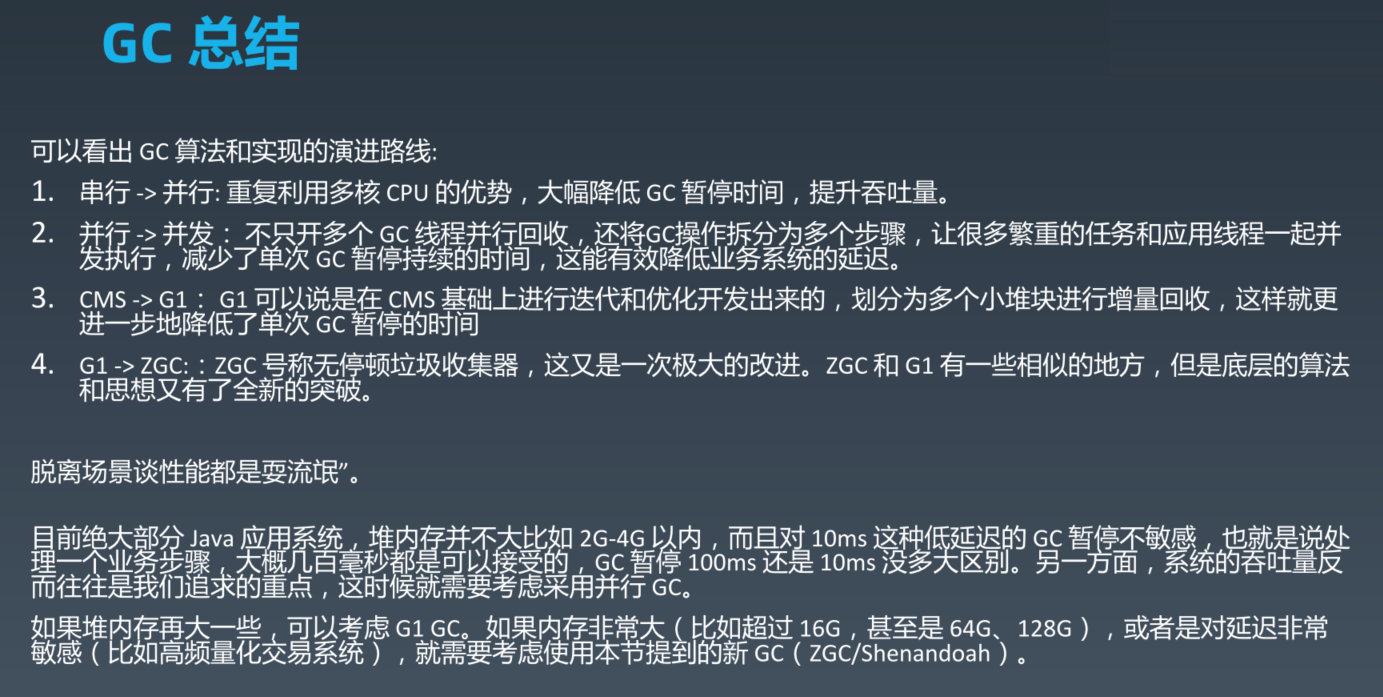 GC 总结
可以看出 GC 算法和实现的演进路线:
1. 串行 -> 并行: 重复利用多核 CPU 的优势，大幅降低 GC 暂停时间，提升吞吐量。
2. 并行 -> 并发： 不只开多个 GC 线程并行回收，还将GC操作拆分为多个步骤，让很多繁重的任务和应用线程一起并
发执行，减少了单次 GC 暂停持续的时间，这能有效降低业务系统的延迟。
3. CMS -> G1： G1 可以说是在 CMS 基础上进行迭代和优化开发出来的，划分为多个小堆块进行增量回收，这样就更
进一步地降低了单次 GC 暂停的时间
4. G1 -> ZGC:：ZGC 号称无停顿垃圾收集器，这又是一次极大的改进。ZGC 和 G1 有一些相似的地方，但是底层的算法
和思想又有了全新的突破。
脱离场景谈性能都是耍流氓”。
目前绝大部分 Java 应用系统，堆内存并不大比如 2G-4G 以内，而且对 10ms 这种低延迟的 GC 暂停不敏感，也就是说处
理一个业务步骤，大概几百毫秒都是可以接受的，GC 暂停 100ms 还是 10ms 没多大区别。另一方面，系统的吞吐量反
而往往是我们追求的重点，这时候就需要考虑采用并行 GC。
如果堆内存再大一些，可以考虑 G1 GC。如果内存非常大（比如超过 16G，甚至是 64G、128G），或者是对延迟非常
敏感（比如高频量化交易系统），就需要考虑使用本节提到的新 GC（ZGC/Shenandoah）。